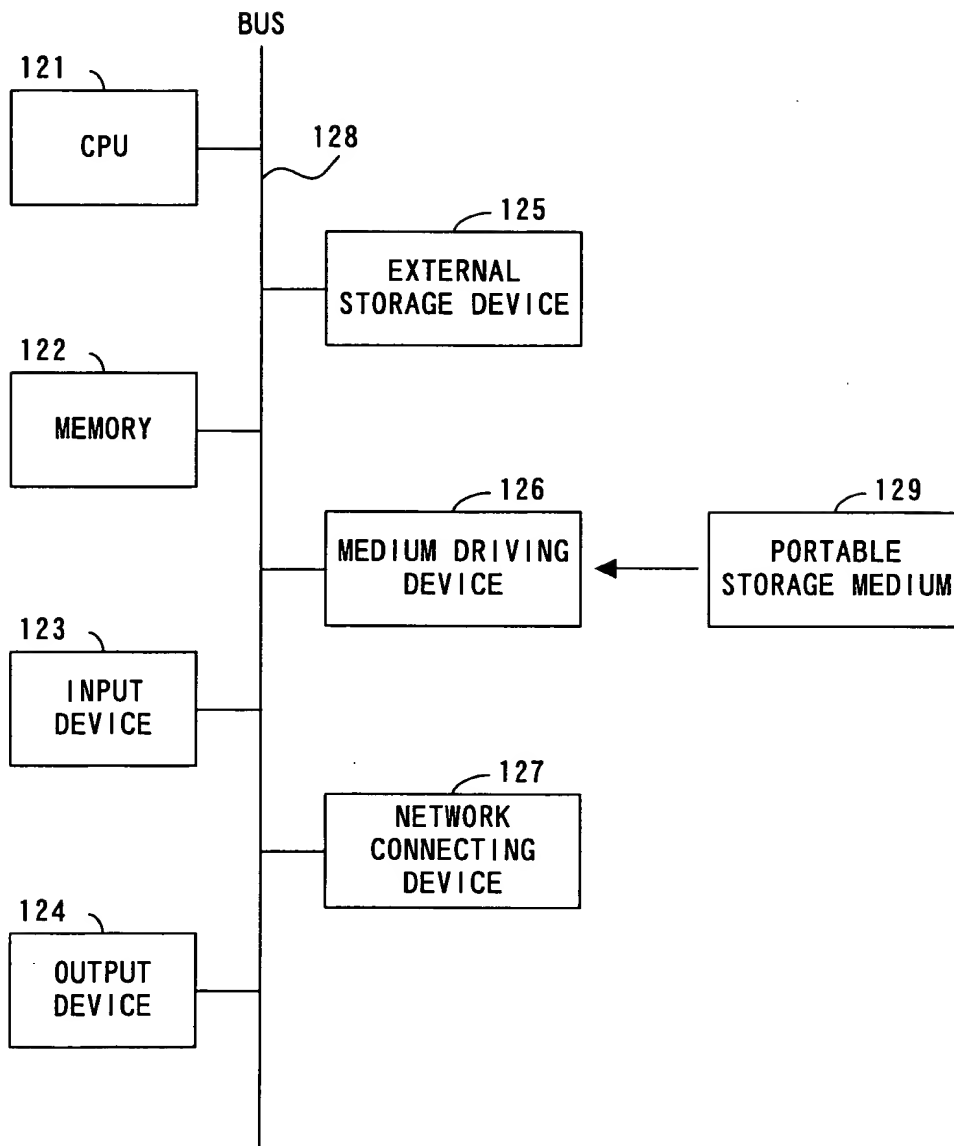 BUS
121
CPU
128
125
EXTERNAL
STORAGE DEVICE
122
MEMORY
126
MEDIUM DRIVING
DEVICE
129
PORTABLE
STORAGE MEDIUM
123
INPUT
DEVICE
127
NETWORK
CONNECTING
DEVICE
124
OUTPUT
DEVICE